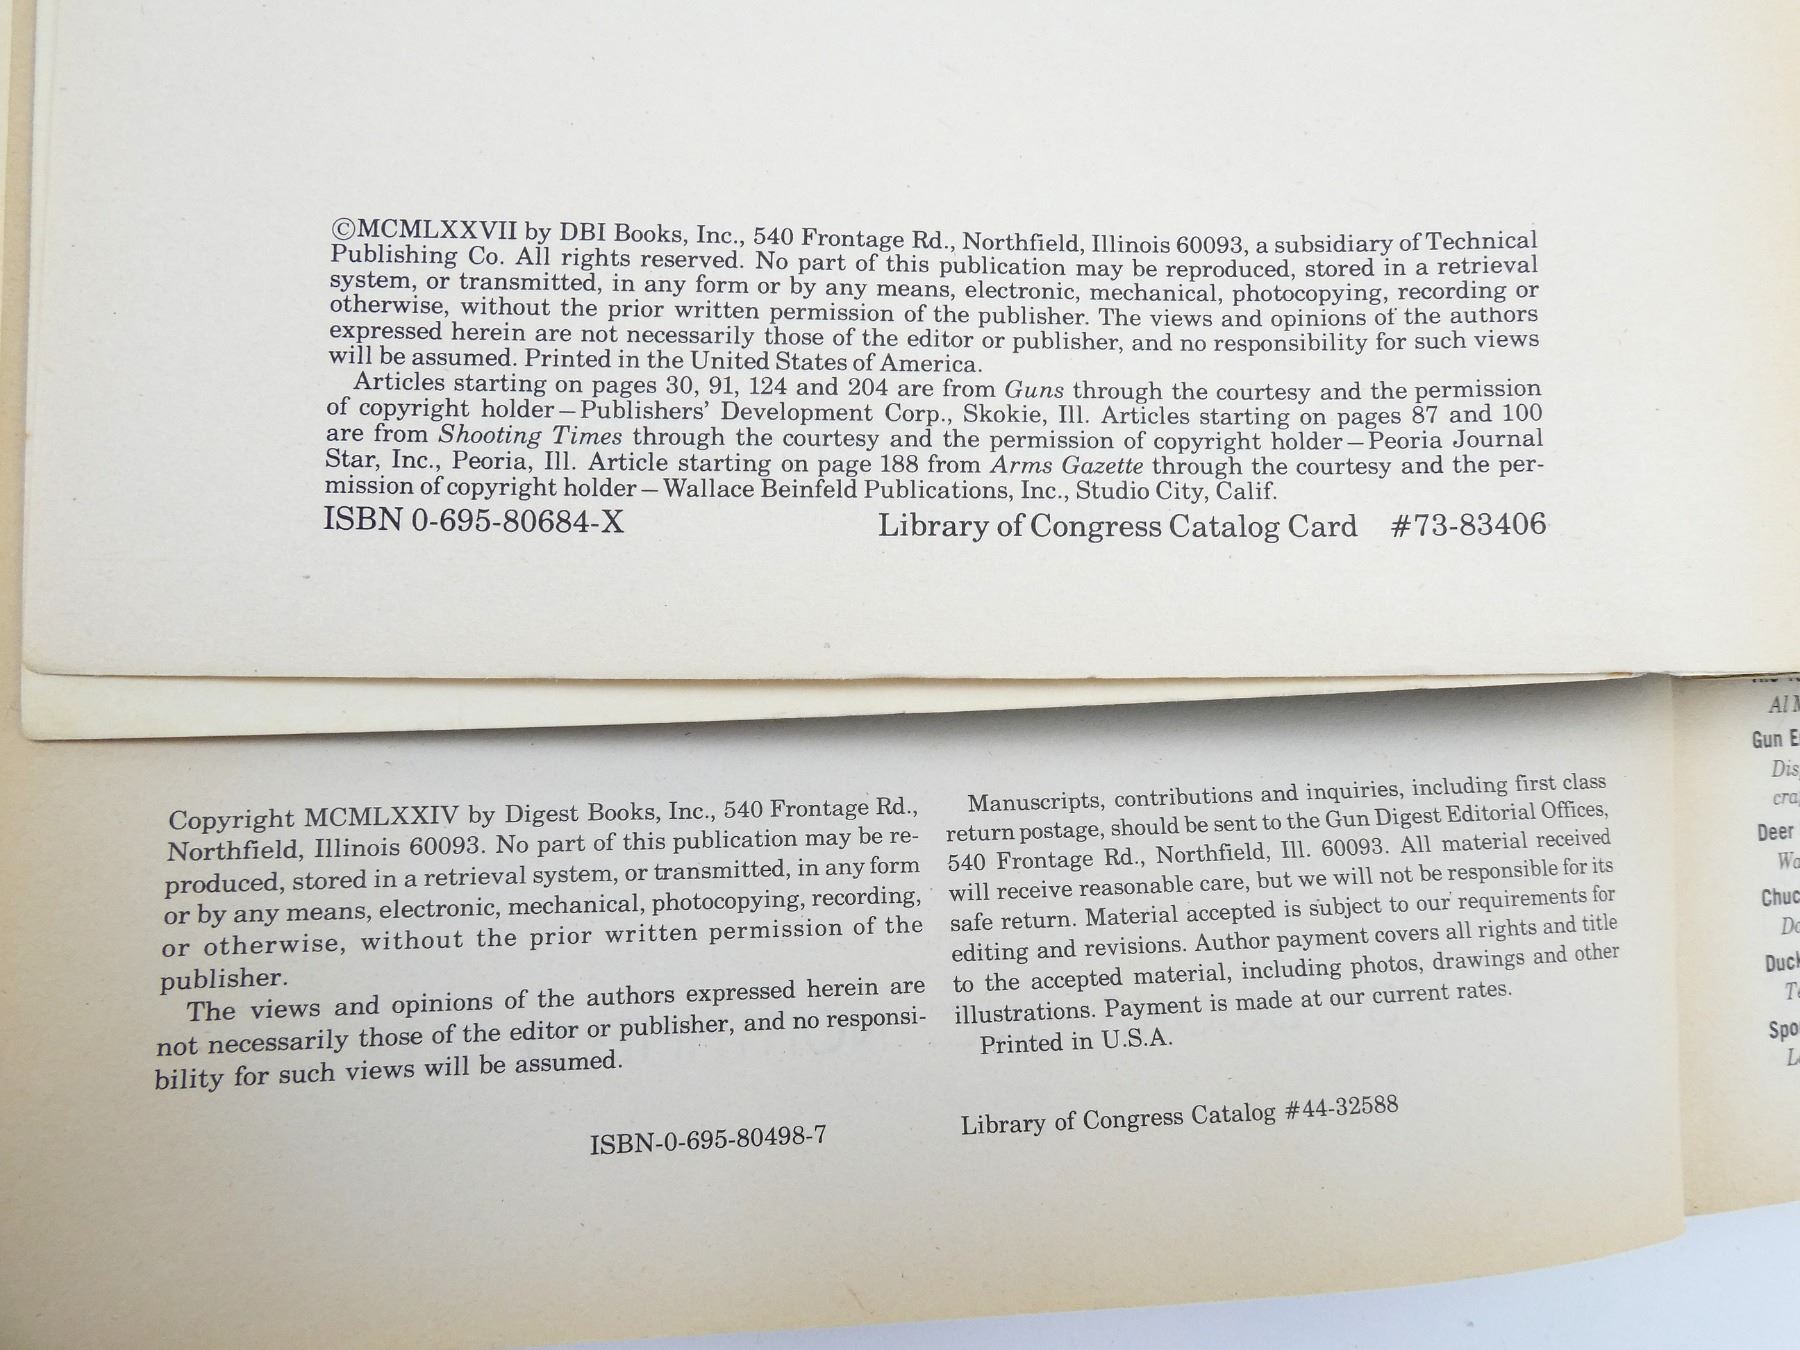 ©MCMLXXVII by DBI Books, Inc., 540 Frontage Rd., Northfield, Illinois 60093, a subsidiary of Technical
Publishing Co. All rights reserved. No part of this publication may be reproduced, stored in a retrieval
system, or transmitted, in any form or by any means, electronic, mechanical, photocopying, recording or
otherwise, without the prior written permission of the publisher. The views and opinions of the authors
expressed herein are not necessarily those of the editor or publisher, and no responsibility for such views
will be assumed. Printed in the United States of America.
Articles starting on pages 30, 91, 124 and 204 are from Guns through the courtesy and the permission
of copyright holder—Publishers' Development Corp., Skokie, Ill. Articles starting on pages 87 and 100
are from Shooting Times through the courtesy and the permission of copyright holder—Peoria Journal
Star, Inc., Peoria, Ill. Article starting on page 188 from Arms Gazette through the courtesy and the per-
mission of copyright holder—Wallace Beinfeld Publications, Inc., Studio City, Calif.
ISBN 0-695-80684-X Library of Congress Catalog Card #73-83406
Copyright MCMLXXIV by Digest Books, Inc., 540 Frontage Rd.,
Northfield, Illinois 60093. No part of this publication may be re-
produced, stored in a retrieval system, or transmitted, in any form
or by any means, electronic, mechanical, photocopying, recording,
or otherwise, without the prior written permission of the
publisher.
The views and opinions of the authors expressed herein are
not necessarily those of the editor or publisher, and no responsi-
bility for such views will be assumed.
ISBN-0-695-80498-7
Manuscripts, contributions and inquiries, including first class
return postage, should be sent to the Gun Digest Editorial Offices,
540 Frontage Rd., Northfield, Ill. 60093. All material received
will receive reasonable care, but we will not be responsible for its
safe return. Material accepted is subject to our requirements for
editing and revisions. Author payment covers all rights and title
to the accepted material, including photos, drawings and other
illustrations. Payment is made at our current rates.
Printed in U.S.A.
Library of Congress Catalog #44-32588
Al
Gun
Deer